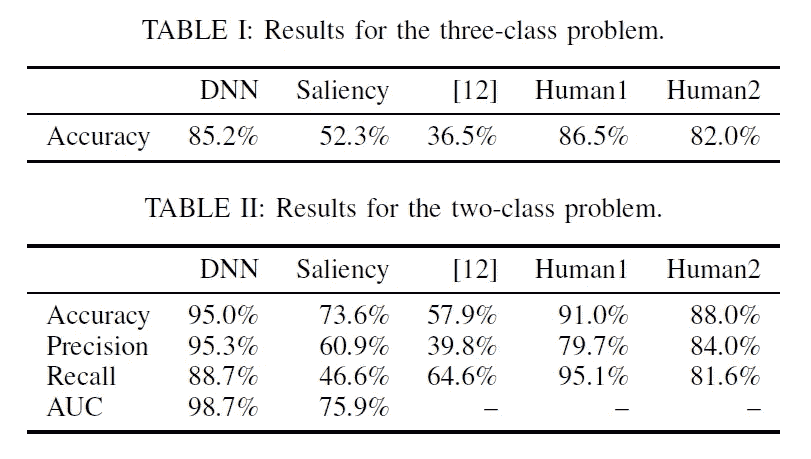 TABLE I: Results for the three-class problem.
DNN Saliency [12] Human1 Human2
Accuracy 85.2% 52.3% 36.5% 86.5% 82.0%
TABLE II: Results for the two-class problem.
DNN Saliency [12] Human1 Human2
Accuracy 95.0% 73.6% 57.9% 91.0% 88.0%
Precision 95.3% 60.9% 39.8% 79.7% 84.0%
Recall 88.7% 46.6% 64.6% 95.1% 81.6%
AUC 98.7% 75.9% – – –